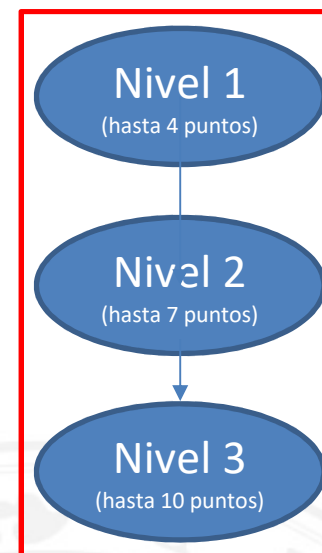 Nivel 1
(hasta 4 puntos)
Nivel 2
(hasta 7 puntos)
Nivel 3
(hasta 10 puntos)